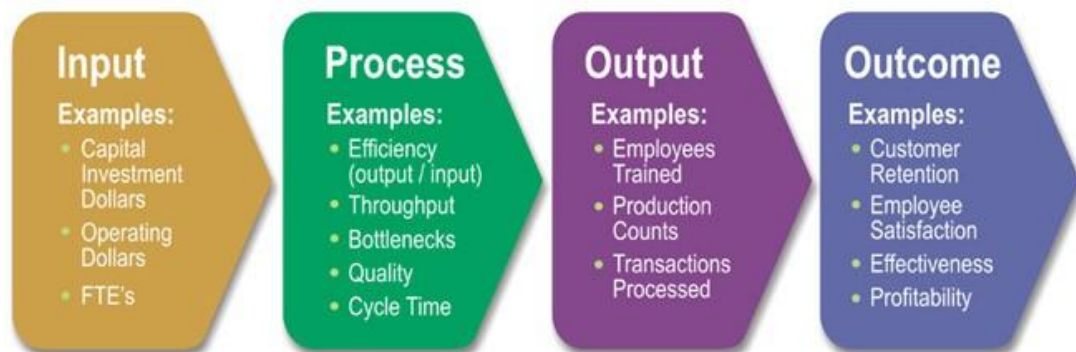 Input
Examples:
• Capital
Investment
Dollars
• Operating
Dollars
• FTE's
Process
Examples:
• Efficiency
(output / input)
• Throughput
• Bottlenecks
• Quality
• Cycle Time
Output
Examples:
• Employees
Trained
• Production
Counts
• Transactions
Processed
Outcome
Examples:
• Customer
Retention
• Employee
Satisfaction
• Effectiveness
• Profitability